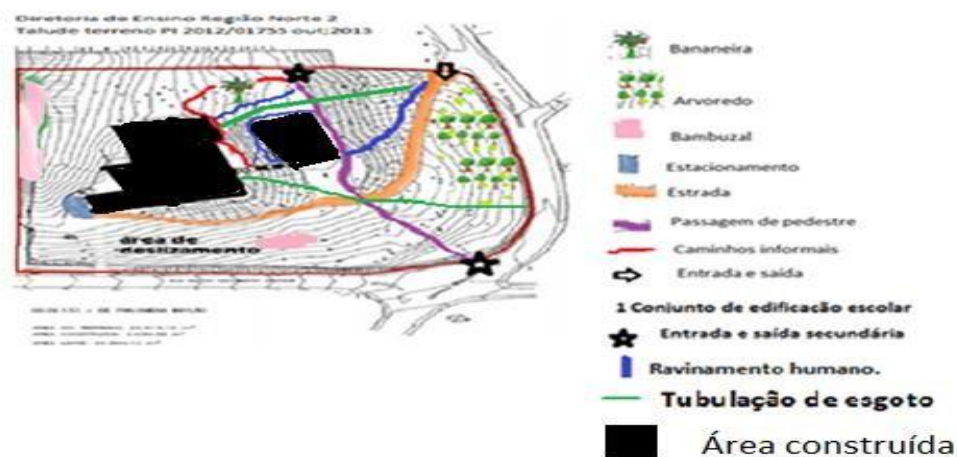 Diretoria de Ensino Região Norte 2
Talude terreno PI 2012/01755 out;2013
área de
deslizamento
Bananeira
Arvoredo
Bambuzal
Estacionamento
Estrada
Passagem de pedestre
Caminhos informais
Entrada e saída
1 Conjunto de edificação escolar
Entrada e saída secundária
Ravinamento humano.
Tubulação de esgoto
Área construída